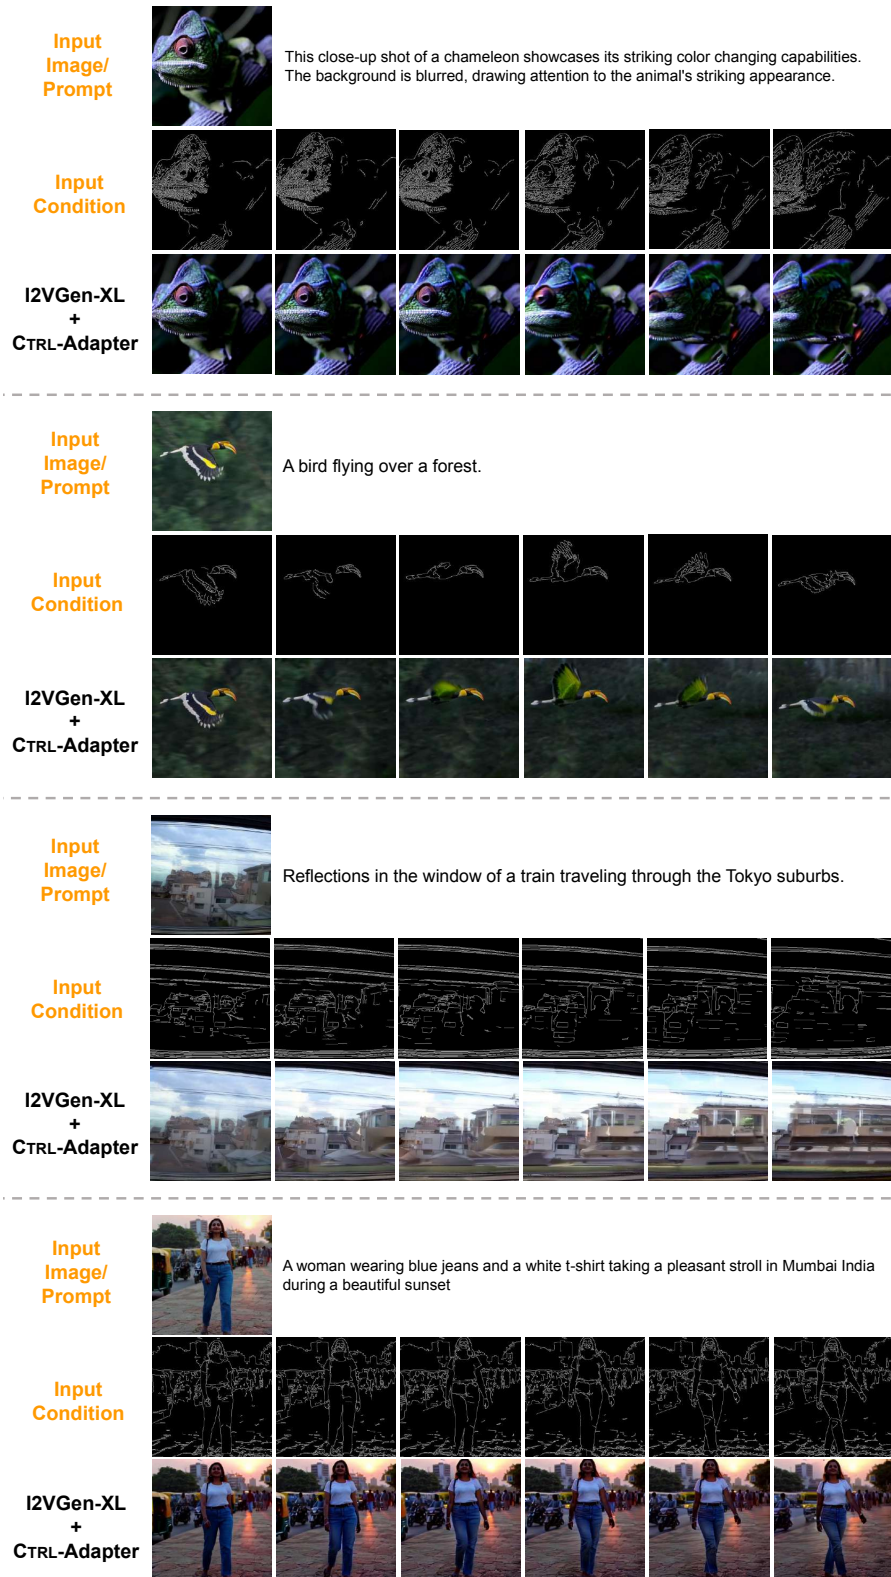 Input
Image/
Prompt
This close-up shot of a chameleon showcases its striking color changing capabilities.
The background is blurred, drawing attention to the animal's striking appearance.
Input
Condition
I2VGen-XL
+
CTRL-Adapter
Input
Image/
Prompt
A bird flying over a forest.
Input
Condition
I2VGen-XL
+
CTRL-Adapter
Input
Image/
Prompt
Reflections in the window of a train traveling through the Tokyo suburbs.
Input
Condition
I2VGen-XL
+
CTRL-Adapter
Input
Image/
Prompt
A woman wearing blue jeans and a white t-shirt taking a pleasant stroll in Mumbai India
during a beautiful sunset
Input
Condition
I2VGen-XL
+
CTRL-Adapter